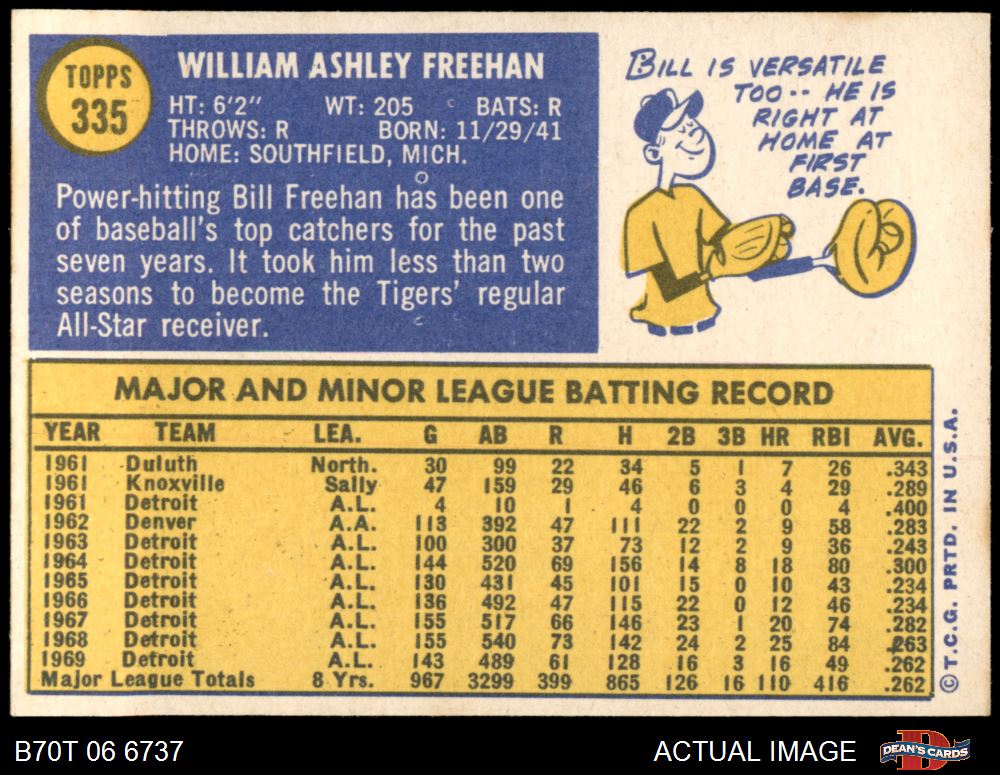 TOPPS
335
WILLIAM ASHLEY FREEHAN
HT: 6'2" WT: 205 BATS: R
THROWS: R BORN: 11/29/41
HOME: SOUTHFIELD, MICH.
Power-hitting Bill Freehan has been one
of baseball's top catchers for the past
seven years. It took him less than two
seasons to become the Tigers' regular
All-Star receiver.
BILL IS VERSATILE
TOO-- HE IS
RIGHT AT
HOME AT
FIRST
BASE.
MAJOR AND MINOR LEAGUE BATTING RECORD
YEAR TEAM LEA. G AB R H 2B 3B HR RBI AVG.
1961 Duluth North. 30 99 22 34 5 1 7 26 .343
1961 Knoxville Sally 47 159 29 46 6 3 4 29 .289
1961 Detroit A.L. 4 10 1 4 0 0 0 4 .400
1962 Denver A.A. 113 392 47 111 22 2 9 58 .283
1963 Detroit A.L. 100 300 37 73 12 2 9 36 .243
1964 Detroit A.L. 144 520 69 156 14 8 18 80 .300
1965 Detroit A.L. 130 431 45 101 15 0 10 43 .234
1966 Detroit A.L. 136 492 47 115 22 0 12 46 .234
1967 Detroit A.L. 155 517 66 146 23 1 20 74 .282
1968 Detroit A.L. 155 540 73 142 24 2 25 84 .263
1969 Detroit A.L. 143 489 61 128 16 3 16 49 .262
Major League Totals 8 Yrs. 967 3299 399 865 126 16 110 416 .262
©T.C.G. PRTD. IN U.S.A.
B70T 06 6737
ACTUAL IMAGE
DEAN'S CARDS